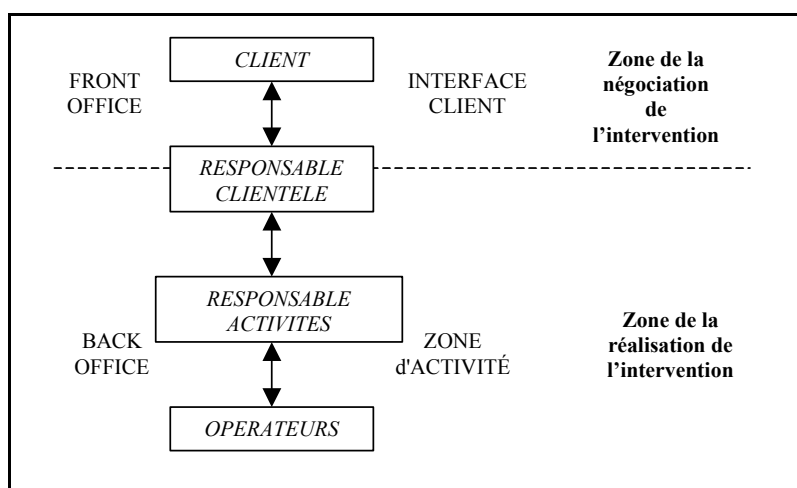 CLIENT
FRONT
OFFICE
INTERFACE
CLIENT
Zone de la
négociation
de
l’intervention
RESPONSABLE
CLIENTELE
RESPONSABLE
ACTIVITES
BACK
OFFICE
ZONE
d'ACTIVITÉ
Zone de la
réalisation de
l’intervention
OPERATEURS